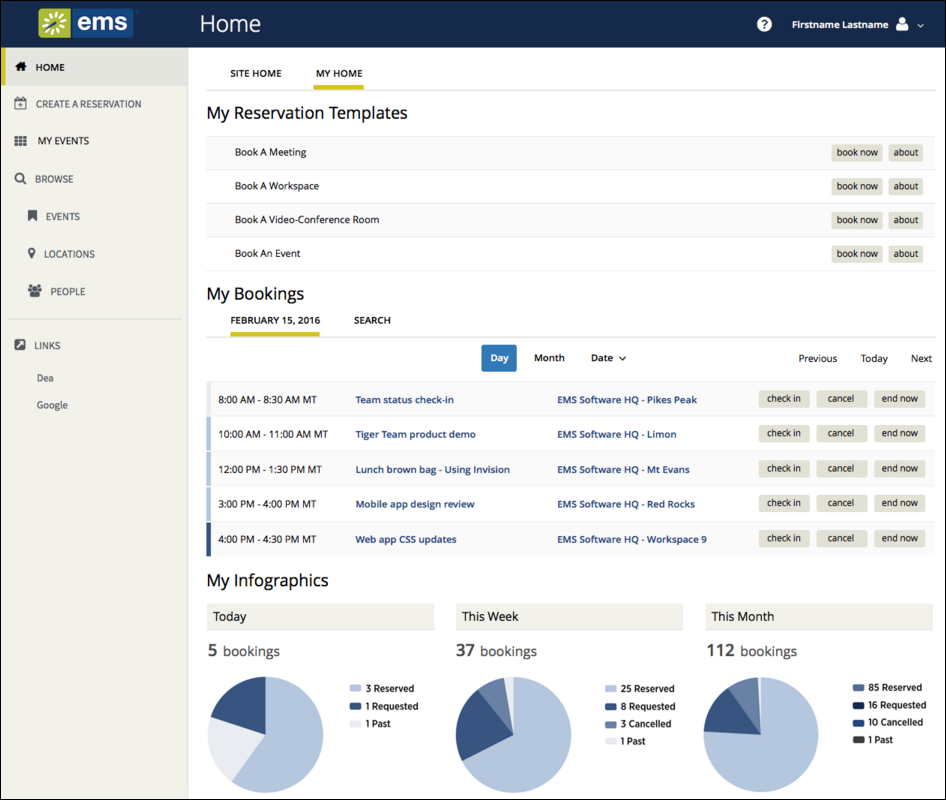 ems Home ? Firstname Lastname
HOME
CREATE A RESERVATION
MY EVENTS
BROWSE
EVENTS
LOCATIONS
PEOPLE
LINKS
Dea
Google
SITE HOME MY HOME
My Reservation Templates
Book A Meeting book now about
Book A Workspace book now about
Book A Video-Conference Room book now about
Book An Event book now about
My Bookings
FEBRUARY 15, 2016 SEARCH
Day Month Date Previous Today Next
8:00 AM - 8:30 AM MT Team status check-in EMS Software HQ - Pikes Peak check in cancel end now
10:00 AM - 11:00 AM MT Tiger Team product demo EMS Software HQ - Limon check in cancel end now
12:00 PM - 1:30 PM MT Lunch brown bag - Using Invision EMS Software HQ - Mt Evans check in cancel end now
3:00 PM - 4:00 PM MT Mobile app design review EMS Software HQ - Red Rocks check in cancel end now
4:00 PM - 4:30 PM MT Web app CSS updates EMS Software HQ - Workspace 9 check in cancel end now
My Infographics
Today
5 bookings
3 Reserved
1 Requested
1 Past
This Week
37 bookings
25 Reserved
8 Requested
3 Cancelled
1 Past
This Month
112 bookings
85 Reserved
16 Requested
10 Cancelled
1 Past